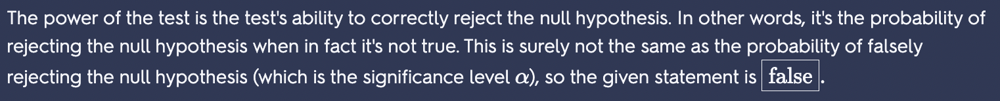 The power of the test is the test's ability to correctly reject the null hypothesis. In other words, it's the probability of
rejecting the null hypothesis when in fact it's not true. This is surely not the same as the probability of falsely
rejecting the null hypothesis (which is the significance level α), so the given statement is false.